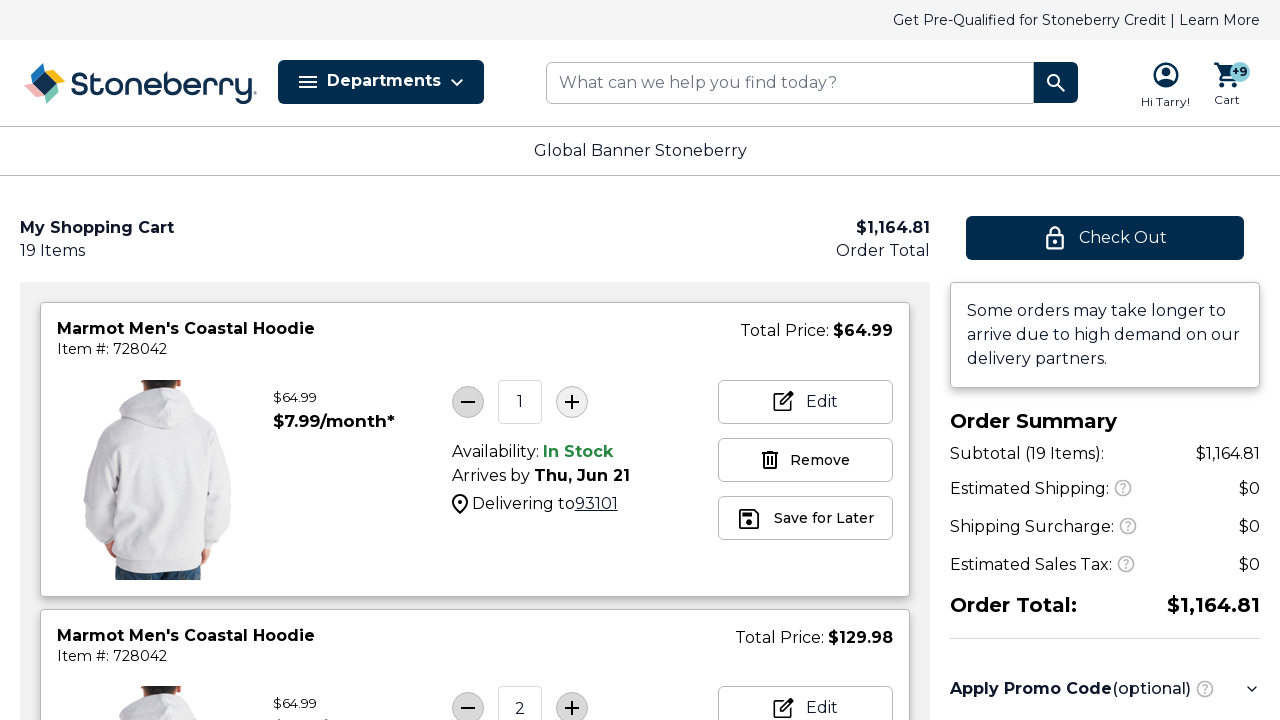 Get Pre-Qualified for Stoneberry Credit | Learn More
Stoneberry
Departments
What can we help you find today?
Hi Tarry!
+9
Cart
Global Banner Stoneberry
My Shopping Cart
19 Items
$1,164.81
Order Total
Check Out
Marmot Men's Coastal Hoodie
Item #: 728042
Total Price: $64.99
$64.99
$7.99/month*
1
Availability: In Stock
Arrives by Thu, Jun 21
Delivering to93101
Edit
Remove
Save for Later
Marmot Men's Coastal Hoodie
Item #: 728042
Total Price: $129.98
$64.99
2
Edit
Some orders may take longer to
arrive due to high demand on our
delivery partners.
Order Summary
Subtotal (19 Items): $1,164.81
Estimated Shipping: $0
Shipping Surcharge: $0
Estimated Sales Tax: $0
Order Total: $1,164.81
Apply Promo Code(optional)